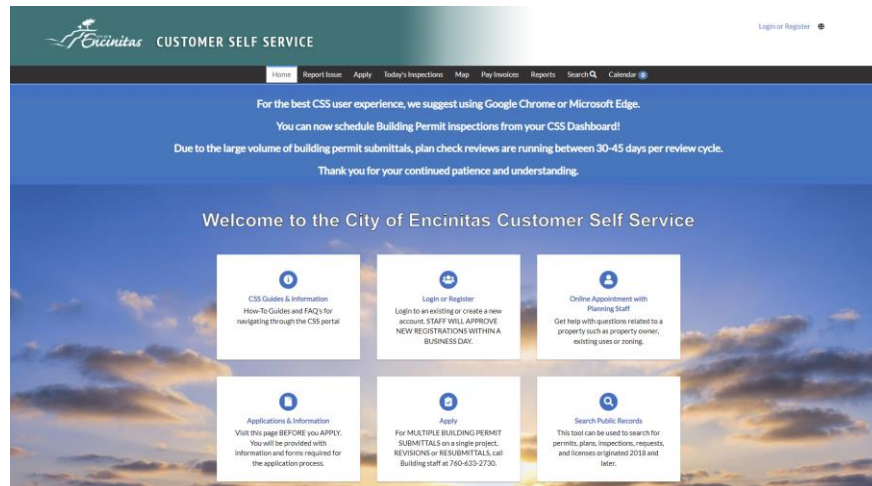 Encinitas CUSTOMER SELF SERVICE
Login or Register
Home Report Issue Apply Today's Inspections Map Pay Invoices Reports Search Calendar 0
For the best CSS user experience, we suggest using Google Chrome or Microsoft Edge.
You can now schedule Building Permit inspections from your CSS Dashboard!
Due to the large volume of building permit submittals, plan check reviews are running between 30-45 days per review cycle.
Thank you for your continued patience and understanding.
Welcome to the City of Encinitas Customer Self Service
CSS Guides & Information
How-To Guides and FAQ's for
navigating through the CSS portal
Login or Register
Login to an existing or create a new
account. STAFF WILL APPROVE
NEW REGISTRATIONS WITHIN A
BUSINESS DAY.
Online Appointment with
Planning Staff
Get help with questions related to a
property such as property owner,
existing uses or zoning.
Applications & Information
Visit this page BEFORE you APPLY.
You will be provided with
information and forms required for
the application process.
Apply
For MULTIPLE BUILDING PERMIT
SUBMITTALS on a single project,
REVISIONS or RESUBMITTALS, call
Building staff at 760-633-2730.
Search Public Records
This tool can be used to search for
permits, plans, inspections, requests,
and licenses originated 2018 and
later.